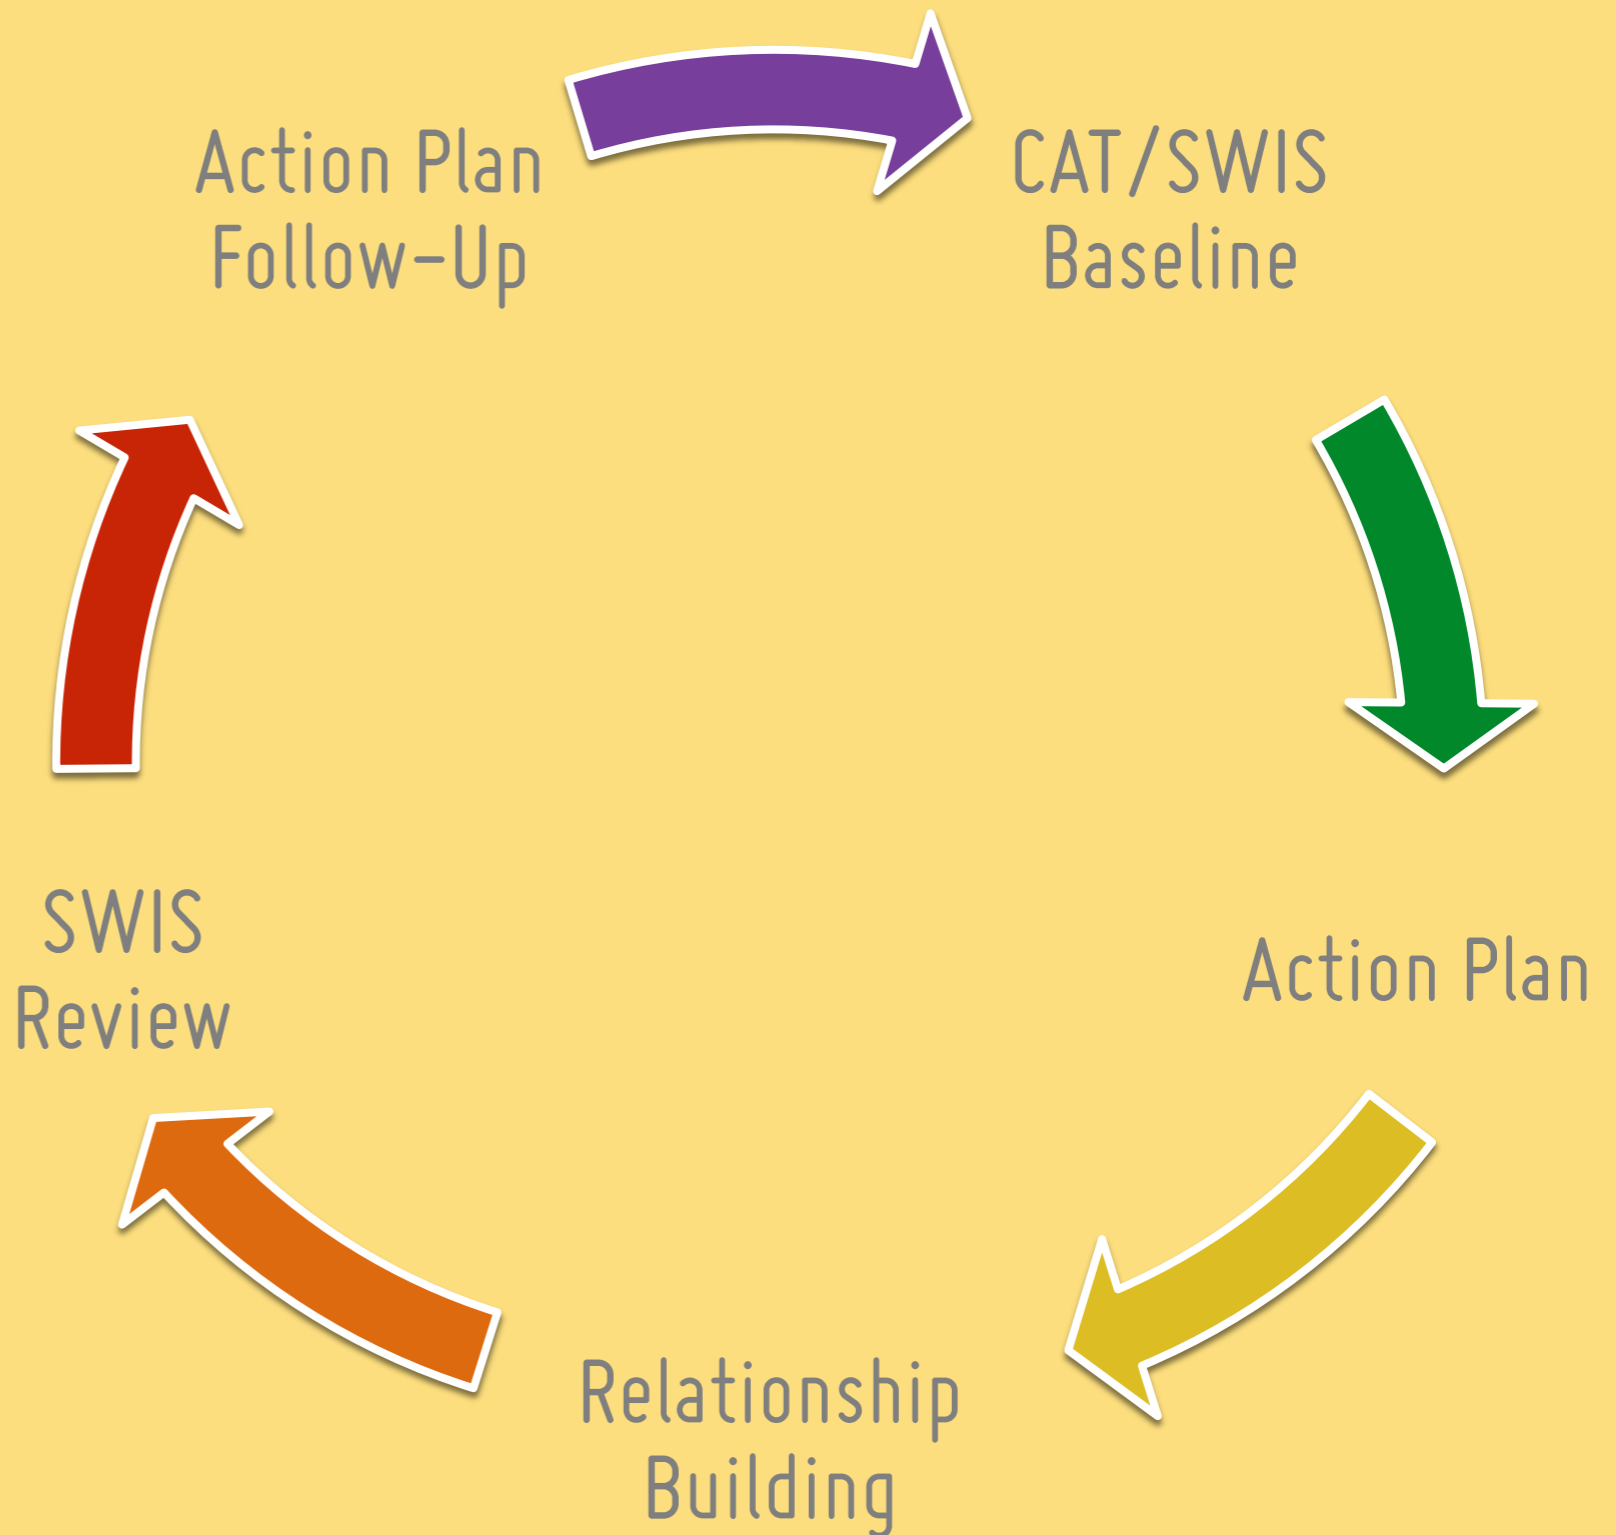 Action Plan
Follow-Up
CAT/SWIS
Baseline
Action Plan
Relationship
Building
SWIS
Review